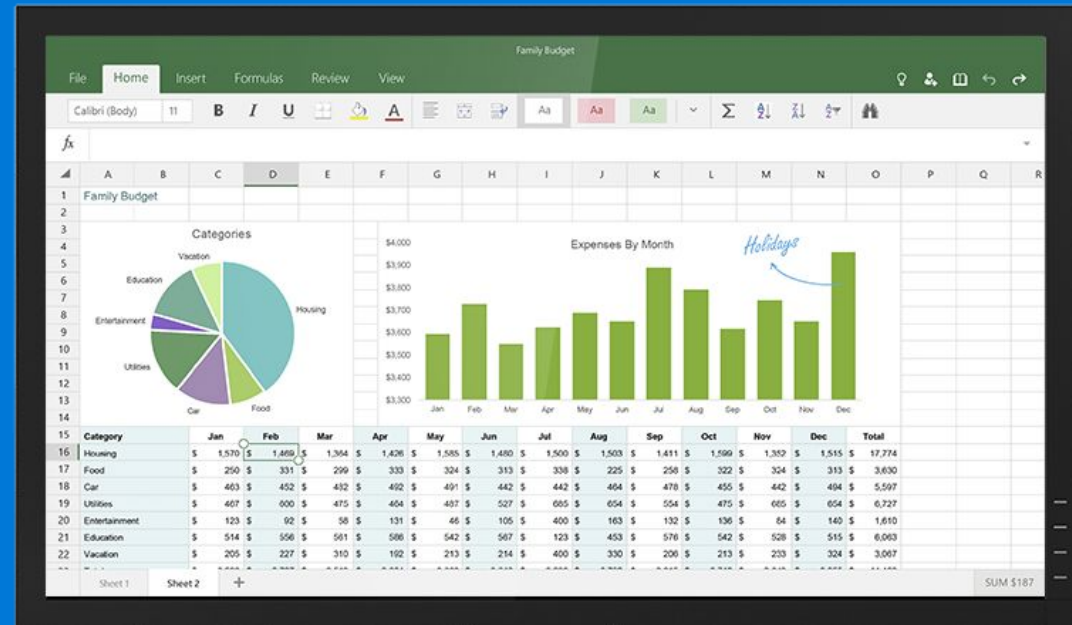 Family Budget
File Home Insert Formulas Review View
Calibri (Body) 11 B I U A Aa Aa Aa Σ
fx
A B C D E F G H I J K L M N O P Q R
1 Family Budget
2
3
4
5
6
7
8
9
10
11
12
13
14
Categories
Vacation
Education
Entertainment
Utilities
Car
Food
Housing
Expenses By Month
Holidays
$4,000
$3,900
$3,800
$3,700
$3,600
$3,500
$3,400
$3,300
Jan Feb Mar Apr May Jun Jul Aug Sep Oct Nov Dec
15 Category Jan Feb Mar Apr May Jun Jul Aug Sep Oct Nov Dec Total
16 Housing $ 1,570 $ 1,469 $ 1,364 $ 1,426 $ 1,585 $ 1,480 $ 1,500 $ 1,503 $ 1,411 $ 1,599 $ 1,352 $ 1,515 $ 17,774
17 Food $ 250 $ 331 $ 299 $ 333 $ 324 $ 313 $ 338 $ 225 $ 258 $ 322 $ 324 $ 313 $ 3,630
18 Car $ 463 $ 452 $ 482 $ 492 $ 491 $ 442 $ 442 $ 464 $ 478 $ 455 $ 442 $ 494 $ 5,597
19 Utilities $ 467 $ 600 $ 475 $ 464 $ 487 $ 527 $ 685 $ 654 $ 554 $ 475 $ 685 $ 654 $ 6,727
20 Entertainment $ 123 $ 92 $ 58 $ 131 $ 46 $ 105 $ 400 $ 163 $ 132 $ 136 $ 84 $ 140 $ 1,610
21 Education $ 514 $ 556 $ 561 $ 586 $ 542 $ 567 $ 123 $ 453 $ 576 $ 542 $ 528 $ 515 $ 6,063
22 Vacation $ 205 $ 227 $ 310 $ 192 $ 213 $ 214 $ 400 $ 330 $ 206 $ 213 $ 233 $ 324 $ 3,067
Sheet 1 Sheet 2 +
SUM $187